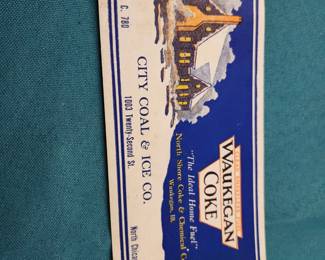 WAUKEGAN
COKE
"The Ideal Home Fuel"
North Shore Coke & Chemical
Waukegan, Ill.
C. 780
CITY COAL & ICE CO.
1003 Twenty-Second St.
North